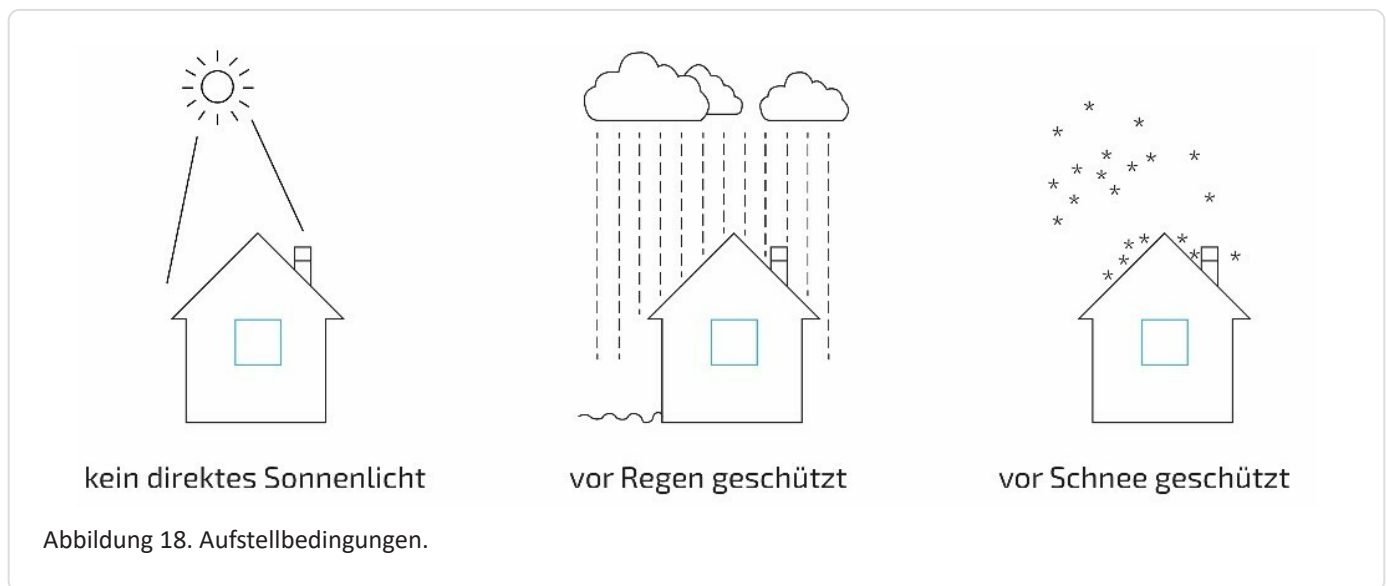 kein direktes Sonnenlicht
vor Regen geschützt
vor Schnee geschützt
Abbildung 18. Aufstellbedingungen.